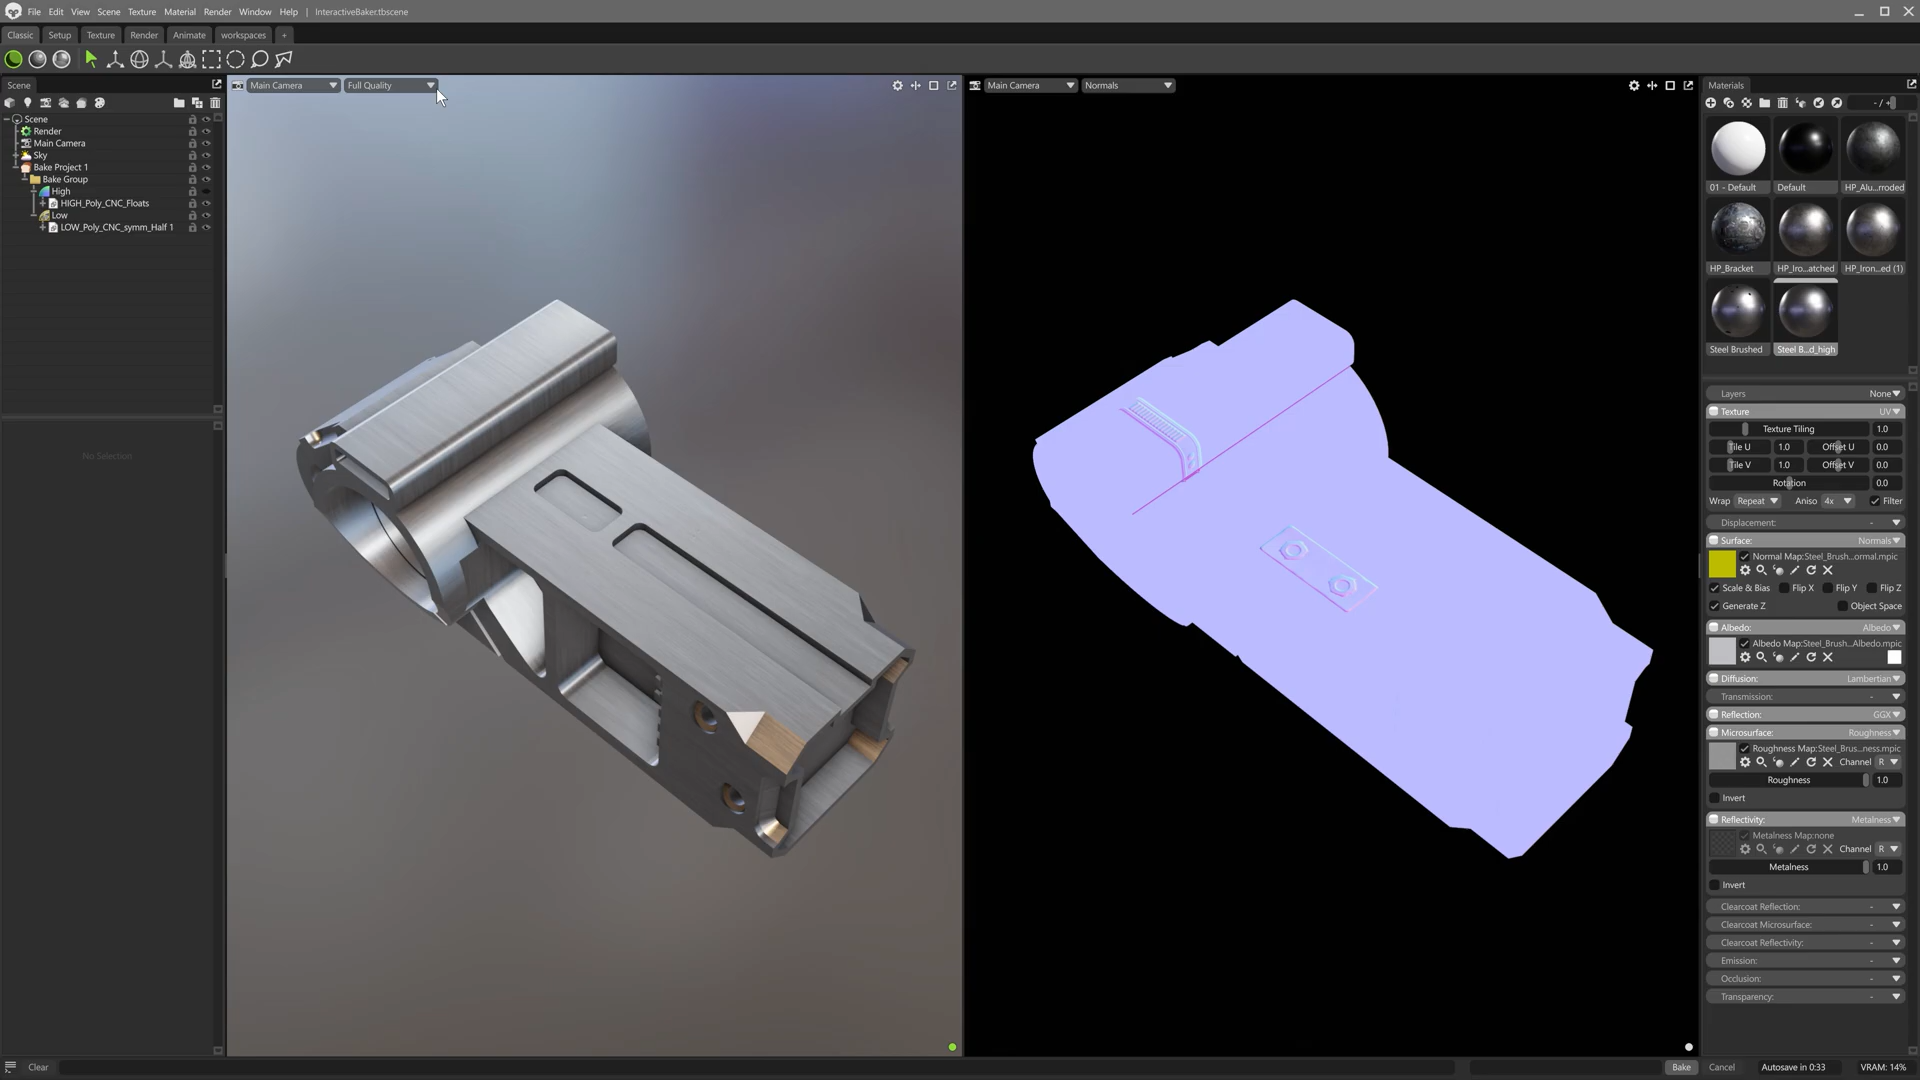 File Edit View Scene Texture Material Render Window Help | InteractiveBaker.tbscene
Classic Setup Texture Render Animate workspaces +
Scene
Scene
Render
Main Camera
Sky
Bake Project 1
Bake Group
High
HIGH_Poly_CNC_Floats
Low
LOW_Poly_CNC_symm_Half 1
No Selection
Main Camera Full Quality
Main Camera Normals
Materials
- / +
01 - Default Default HP_Alu...rroded
HP_Bracket HP_Iro...atched HP_Iron...ed (1)
Steel Brushed Steel B...d_high
Layers None
Texture UV
Texture Tiling 1.0
Tile U 1.0 Offset U 0.0
Tile V 1.0 Offset V 0.0
Rotation 0.0
Wrap Repeat Aniso 4x Filter
Displacement: -
Surface: Normals
Normal Map:Steel_Brush...ormal.mpic
Scale & Bias Flip X Flip Y Flip Z
Generate Z Object Space
Albedo: Albedo
Albedo Map:Steel_Brush...Albedo.mpic
Diffusion: Lambertian
Transmission: -
Reflection: GGX
Microsurface: Roughness
Roughness Map:Steel_Brus...ness.mpic
Channel R
Roughness 1.0
Invert
Reflectivity: Metalness
Metalness Map:none
Channel R
Metalness 1.0
Invert
Clearcoat Reflection: -
Clearcoat Microsurface: -
Clearcoat Reflectivity: -
Emission: -
Occlusion: -
Transparency: -
Clear Bake Cancel Autosave in 0:33 VRAM: 14%